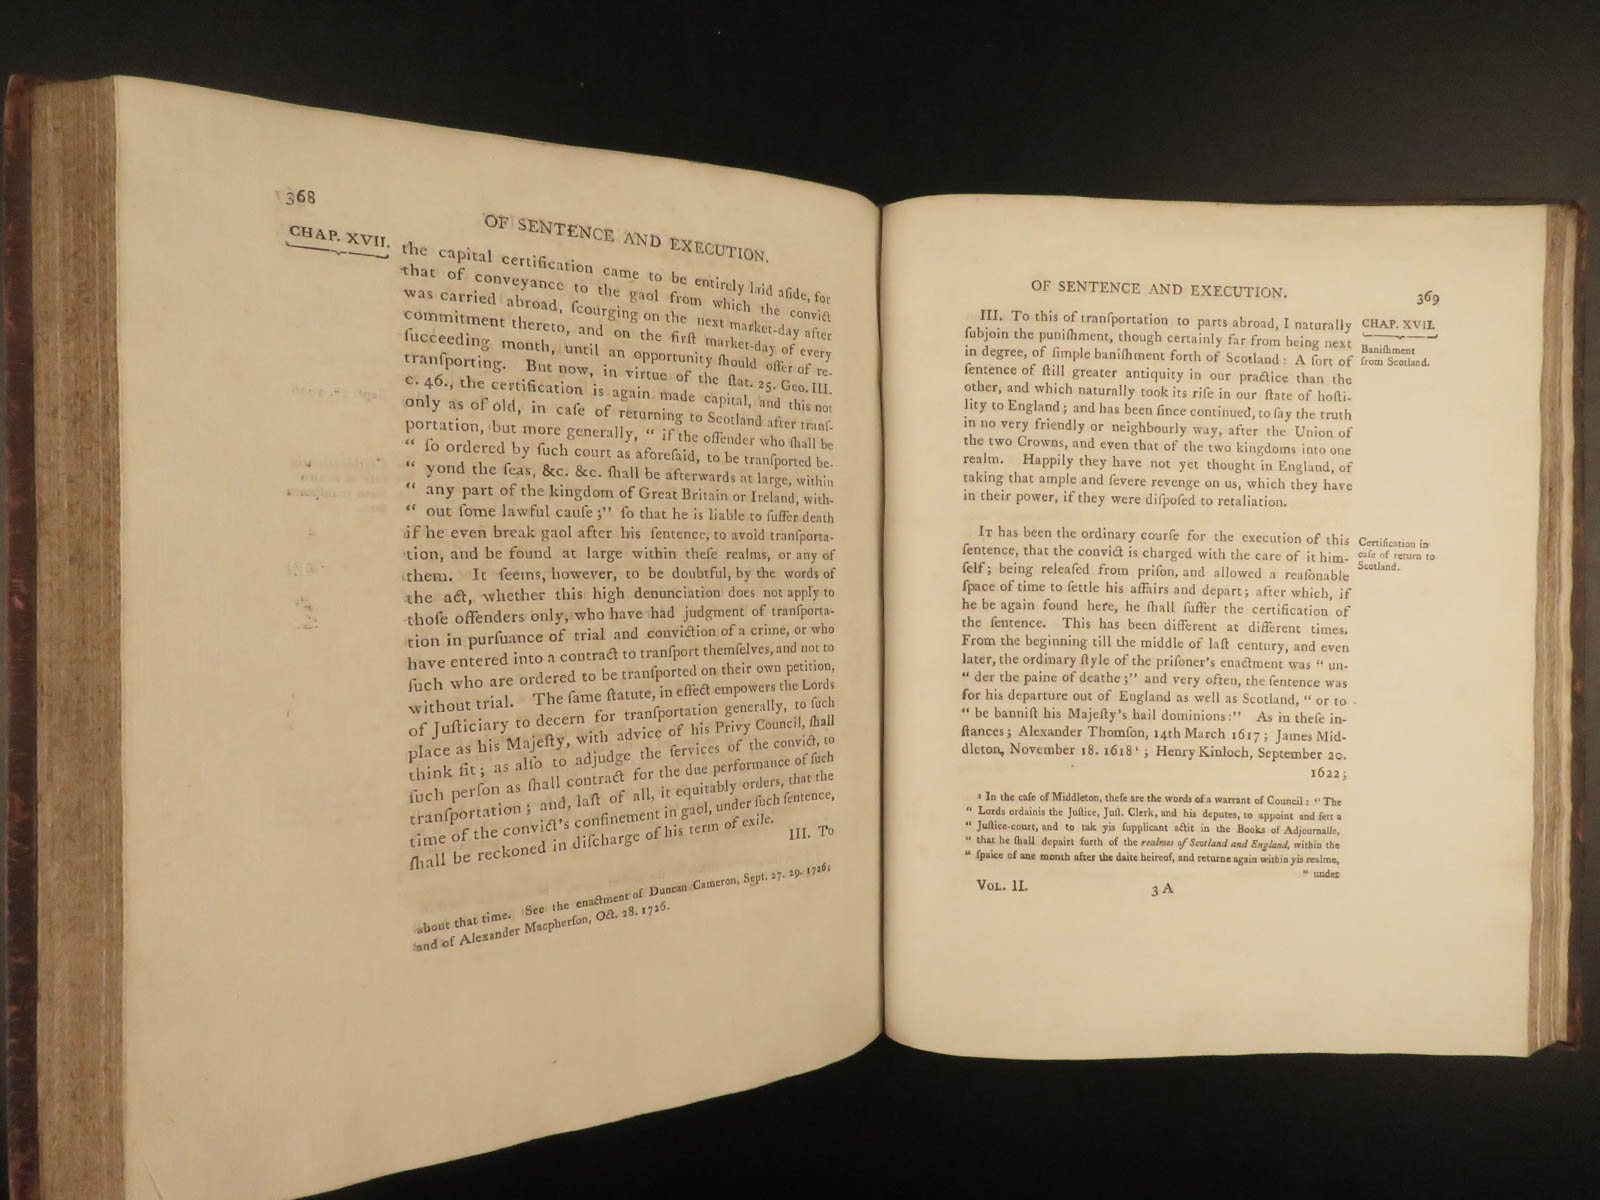 368
OF SENTENCE AND EXECUTION.
CHAP. XVII.
the capital certification came to be entirely laid aſide, for
that of conveyance to the gaol from which the convict
was carried abroad, ſcourging on the next market-day after
commitment thereto, and on the firſt market-day of every
ſucceeding month, until an opportunity ſhould offer of re-
tranſporting. But now, in virtue of the ſtat. 25. Geo. III.
c. 46., the certification is again made capital, and this not
only as of old, in caſe of returning to Scotland after tranſ-
portation, but more generally, “ if the offender who ſhall be
“ ſo ordered by ſuch court as aforeſaid, to be tranſported be-
“ yond the ſeas, &c. &c. ſhall be afterwards at large, within
“ any part of the kingdom of Great Britain or Ireland, with-
“ out ſome lawful cauſe ;” ſo that he is liable to ſuffer death
if he even break gaol after his ſentence, to avoid tranſporta-
tion, and be found at large within theſe realms, or any of
them. It ſeems, however, to be doubtful, by the words of
the act, whether this high denunciation does not apply to
thoſe offenders only, who have had judgment of tranſporta-
tion in purſuance of trial and conviction of a crime, or who
have entered into a contract to tranſport themſelves, and not to
ſuch who are ordered to be tranſported on their own petition,
without trial. The ſame ſtatute, in effect empowers the Lords
of Juſticiary to decern for tranſportation generally, to ſuch
place as his Majeſty, with advice of his Privy Council, ſhall
think fit ; as alſo to adjudge the ſervices of the convict, to
ſuch perſon as ſhall contract for the due performance of ſuch
tranſportation ; and, laſt of all, it equitably orders, that the
time of the convict's confinement in gaol, under ſuch ſentence,
ſhall be reckoned in diſcharge of his term of exile.
III. To
about that time. See the enactment of Duncan Cameron, Sept. 27. 29. 1726;
and of Alexander Macpherſon, Oct. 28. 1726.
OF SENTENCE AND EXECUTION.
369
III. To this of tranſportation to parts abroad, I naturally
ſubjoin the puniſhment, though certainly far from being next
in degree, of ſimple baniſhment forth of Scotland : A ſort of
ſentence of ſtill greater antiquity in our practice than the
other, and which naturally took its riſe in our ſtate of hoſti-
lity to England ; and has been ſince continued, to ſay the truth
in no very friendly or neighbourly way, after the Union of
the two Crowns, and even that of the two kingdoms into one
realm. Happily they have not yet thought in England, of
taking that ample and ſevere revenge on us, which they have
in their power, if they were diſpoſed to retaliation.
CHAP. XVII.
Baniſhment
from Scotland.
IT has been the ordinary courſe for the execution of this
ſentence, that the convict is charged with the care of it him-
ſelf ; being releaſed from priſon, and allowed a reaſonable
ſpace of time to ſettle his affairs and depart ; after which, if
he be again found here, he ſhall ſuffer the certification of
the ſentence. This has been different at different times.
From the beginning till the middle of laſt century, and even
later, the ordinary ſtyle of the priſoner's enactment was “ un-
“ der the paine of deathe ;” and very often, the ſentence was
for his departure out of England as well as Scotland, “ or to
“ be banniſt his Majeſty's hail dominions :” As in theſe in-
ſtances ; Alexander Thomſon, 14th March 1617 ; James Mid-
dleton, November 18. 1618 ¹ ; Henry Kinloch, September 20.
1622 ;
Certification in
caſe of return to
Scotland.
¹ In the caſe of Middleton, theſe are the words of a warrant of Council : “ The
“ Lords ordainis the Juſtice, Juſt. Clerk, and his deputes, to appoint and ſett a
“ Juſtice-court, and to tak yis ſupplicant actit in the Books of Adjournalle,
“ that he ſhall depairt furth of the realmes of Scotland and England, within the
“ ſpaice of ane month after the daite heireof, and returne again within yis realme,
“ under
VOL. II.
3 A